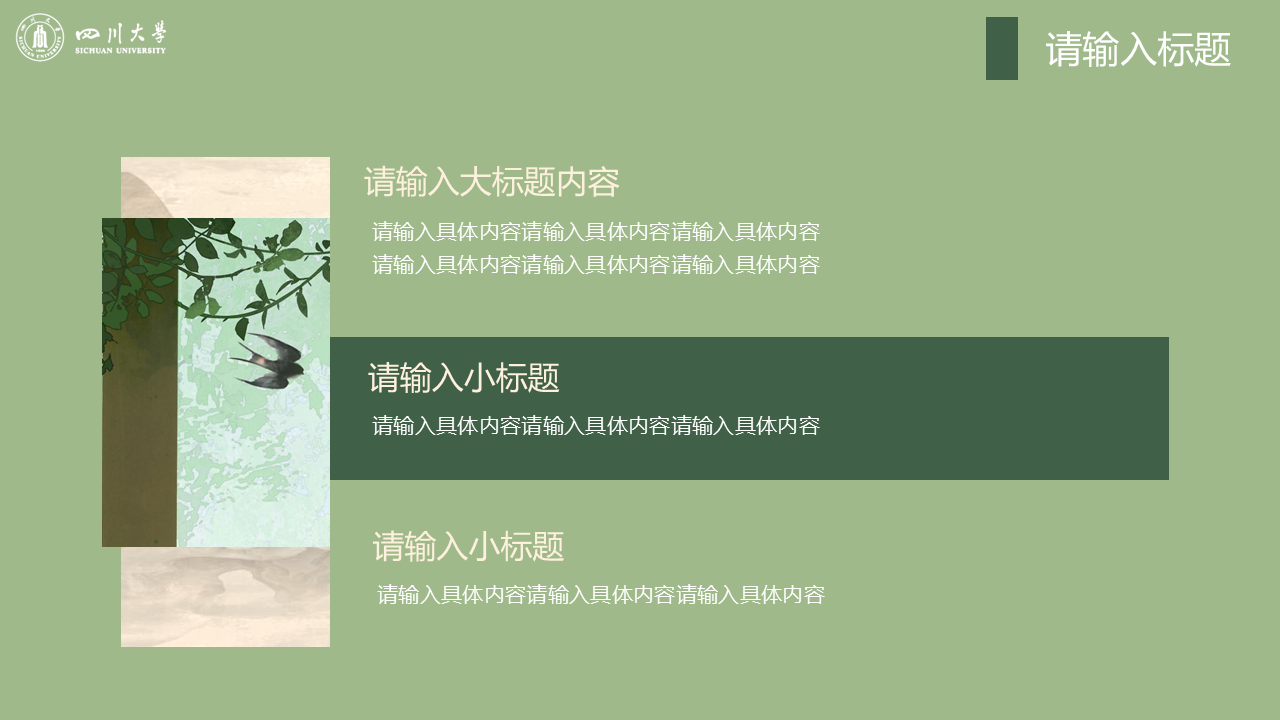 四川大學
SICHUAN UNIVERSITY
请输入标题
请输入大标题内容
请输入具体内容请输入具体内容请输入具体内容
请输入具体内容请输入具体内容请输入具体内容
请输入小标题
请输入具体内容请输入具体内容请输入具体内容
请输入小标题
请输入具体内容请输入具体内容请输入具体内容